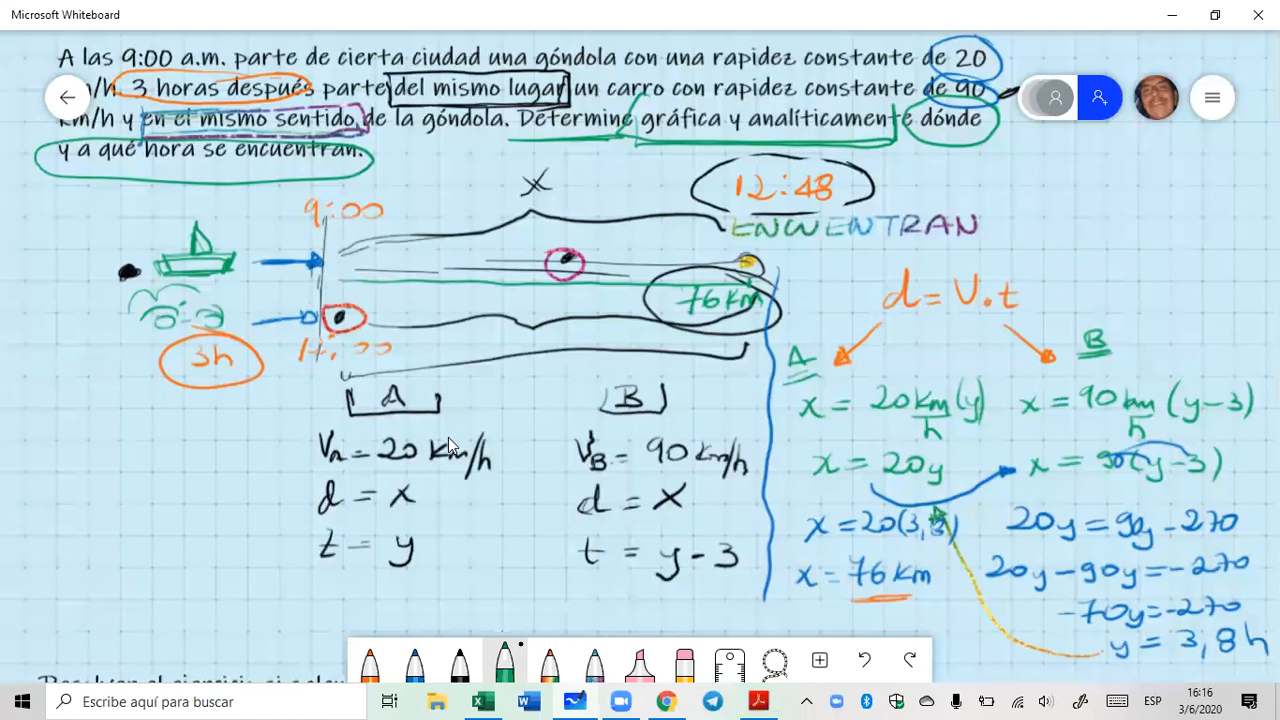 Microsoft Whiteboard
A las 9:00 a.m. parte de cierta ciudad una góndola con una rapidez constante de 20
/h. 3 horas después parte del mismo lugar un carro con rapidez constante de 90
km/h y en el mismo sentido de la góndola. Determine gráfica y analíticamente dónde
y a qué hora se encuentran.
X
12:48
9:00
ENCUENTRAN
d = V.t
76 km
3h
A
B
x = 20 km/h (y)
x = 90 km/h (y-3)
A
B
VA = 20 km/h
VB = 90 km/h
x = 20y
x = 90(y-3)
d = x
d = x
x = 20(3,8)
20y = 90y - 270
t = y
t = y - 3
x = 76 km
20y - 90y = -270
-70y = -270
y = 3,8 h
Escribe aquí para buscar
ESP
16:16
3/6/2020